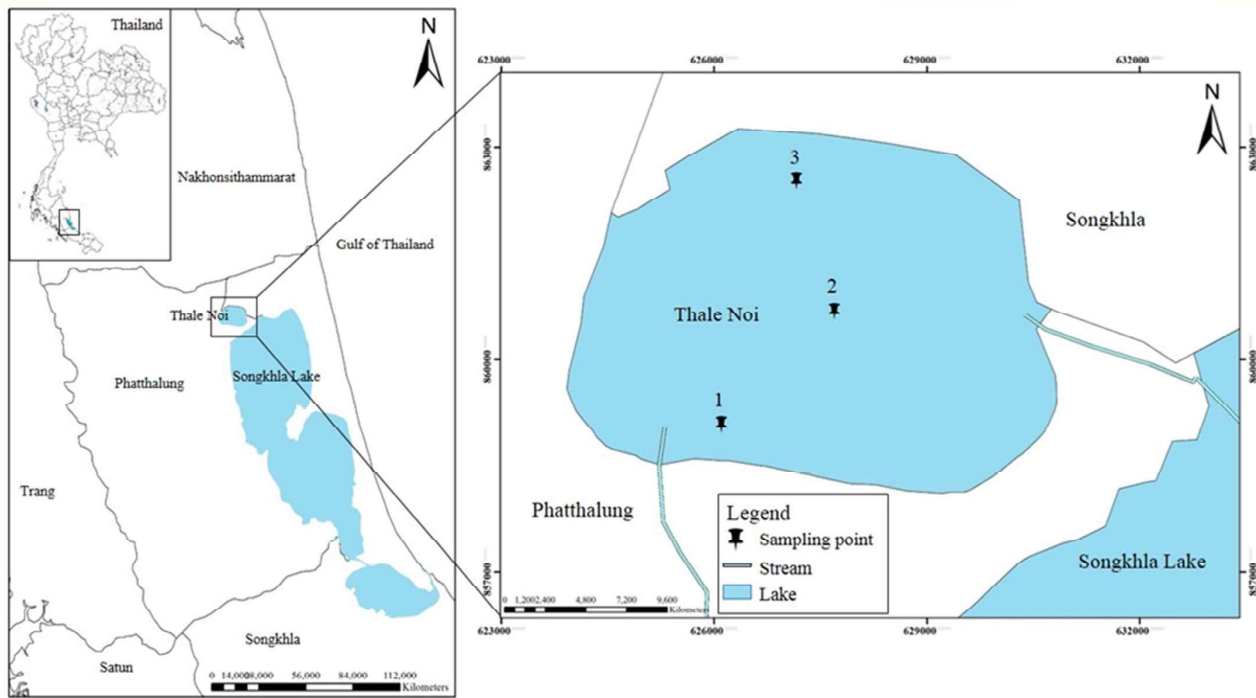 Thailand
N
Nakhonsithammarat
Gulf of Thailand
Thale Noi
Phatthalung
Songkhla Lake
Trang
Songkhla
Satun
0 14,000 28,000 56,000 84,000 112,000
Kilometers
623000 626000 629000 632000
N
863000 863000
3
Songkhla
2
Thale Noi
860000 860000
1
Phatthalung
Legend
Sampling point
Stream
Lake
Songkhla Lake
857000 857000
0 1,200 2,400 4,800 7,200 9,600
Kilometers
623000 626000 629000 632000